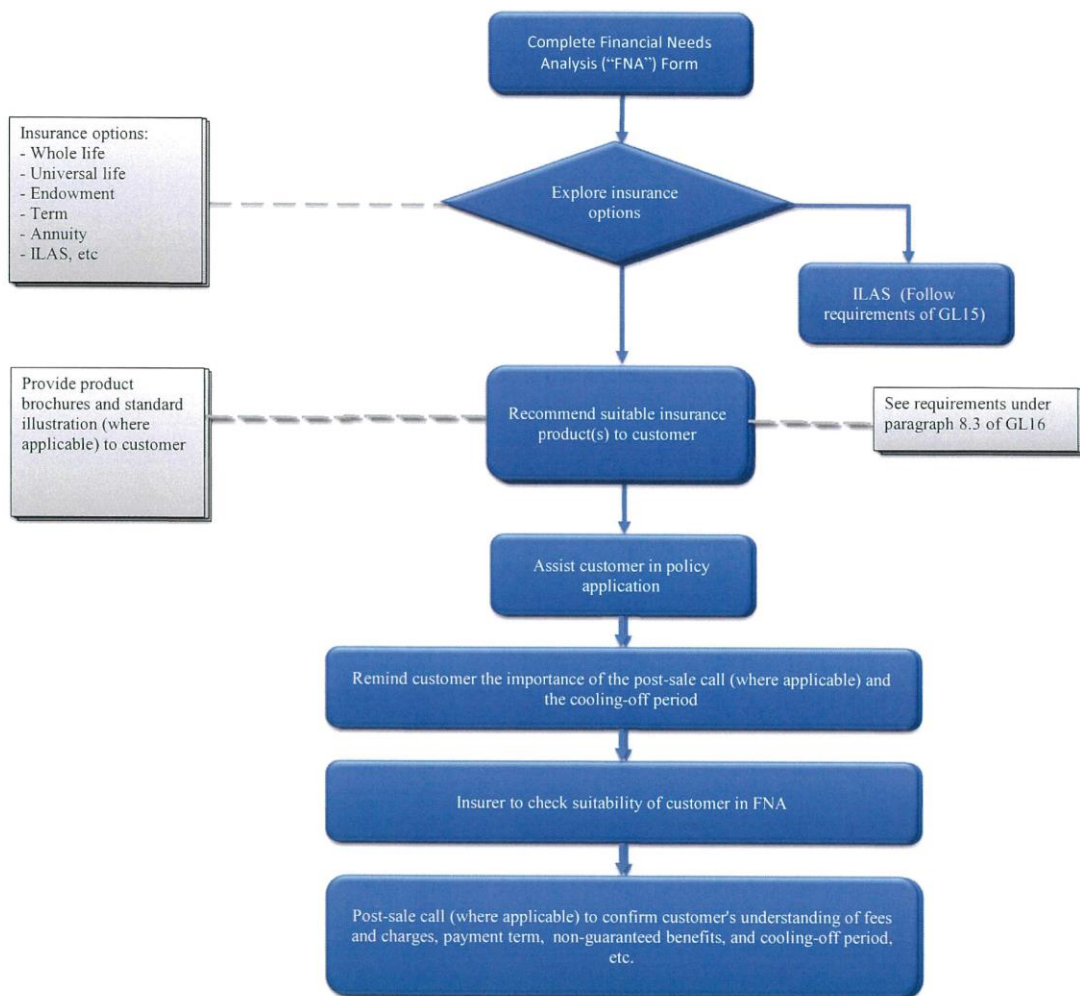 Complete Financial Needs
Analysis ("FNA") Form
Insurance options:
- Whole life
- Universal life
- Endowment
- Term
- Annuity
- ILAS, etc
Explore insurance
options
ILAS (Follow
requirements of GL15)
Provide product
brochures and standard
illustration (where
applicable) to customer
Recommend suitable insurance
product(s) to customer
See requirements under
paragraph 8.3 of GL16
Assist customer in policy
application
Remind customer the importance of the post-sale call (where applicable) and
the cooling-off period
Insurer to check suitability of customer in FNA
Post-sale call (where applicable) to confirm customer's understanding of fees
and charges, payment term, non-guaranteed benefits, and cooling-off period,
etc.